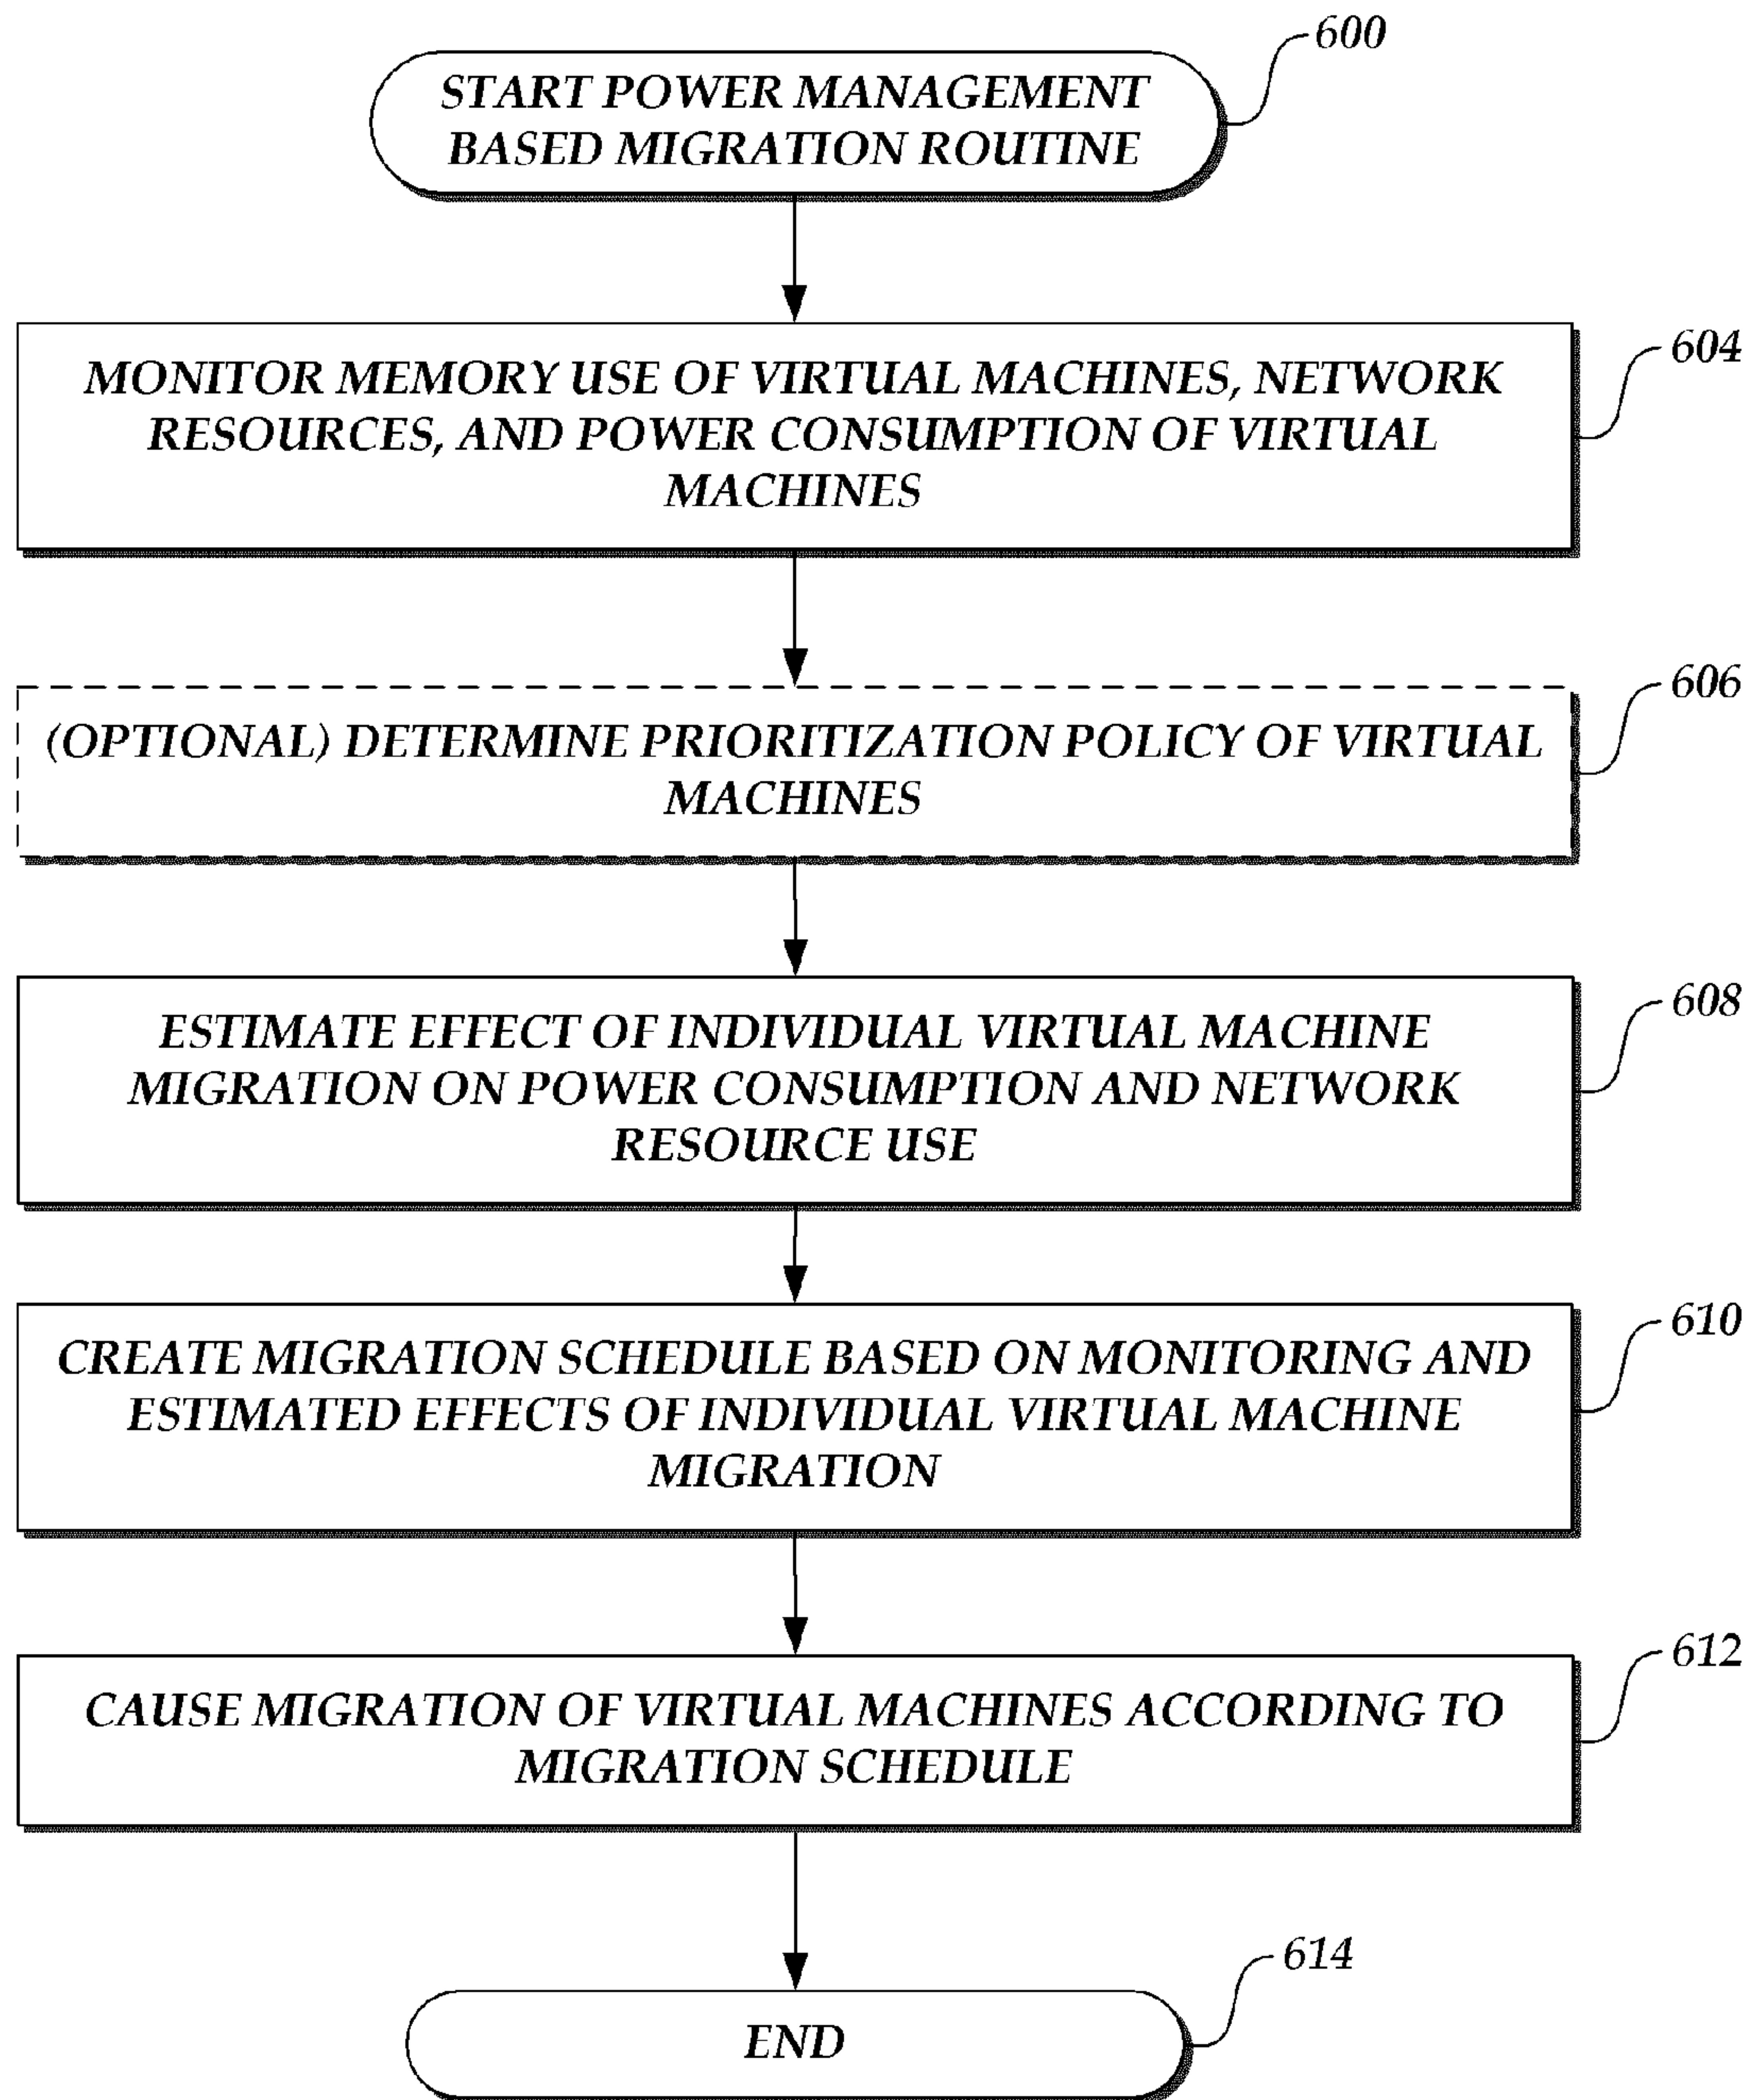 600
START POWER MANAGEMENT
BASED MIGRATION ROUTINE
604
MONITOR MEMORY USE OF VIRTUAL MACHINES, NETWORK
RESOURCES, AND POWER CONSUMPTION OF VIRTUAL
MACHINES
606
(OPTIONAL) DETERMINE PRIORITIZATION POLICY OF VIRTUAL
MACHINES
608
ESTIMATE EFFECT OF INDIVIDUAL VIRTUAL MACHINE
MIGRATION ON POWER CONSUMPTION AND NETWORK
RESOURCE USE
610
CREATE MIGRATION SCHEDULE BASED ON MONITORING AND
ESTIMATED EFFECTS OF INDIVIDUAL VIRTUAL MACHINE
MIGRATION
612
CAUSE MIGRATION OF VIRTUAL MACHINES ACCORDING TO
MIGRATION SCHEDULE
614
END